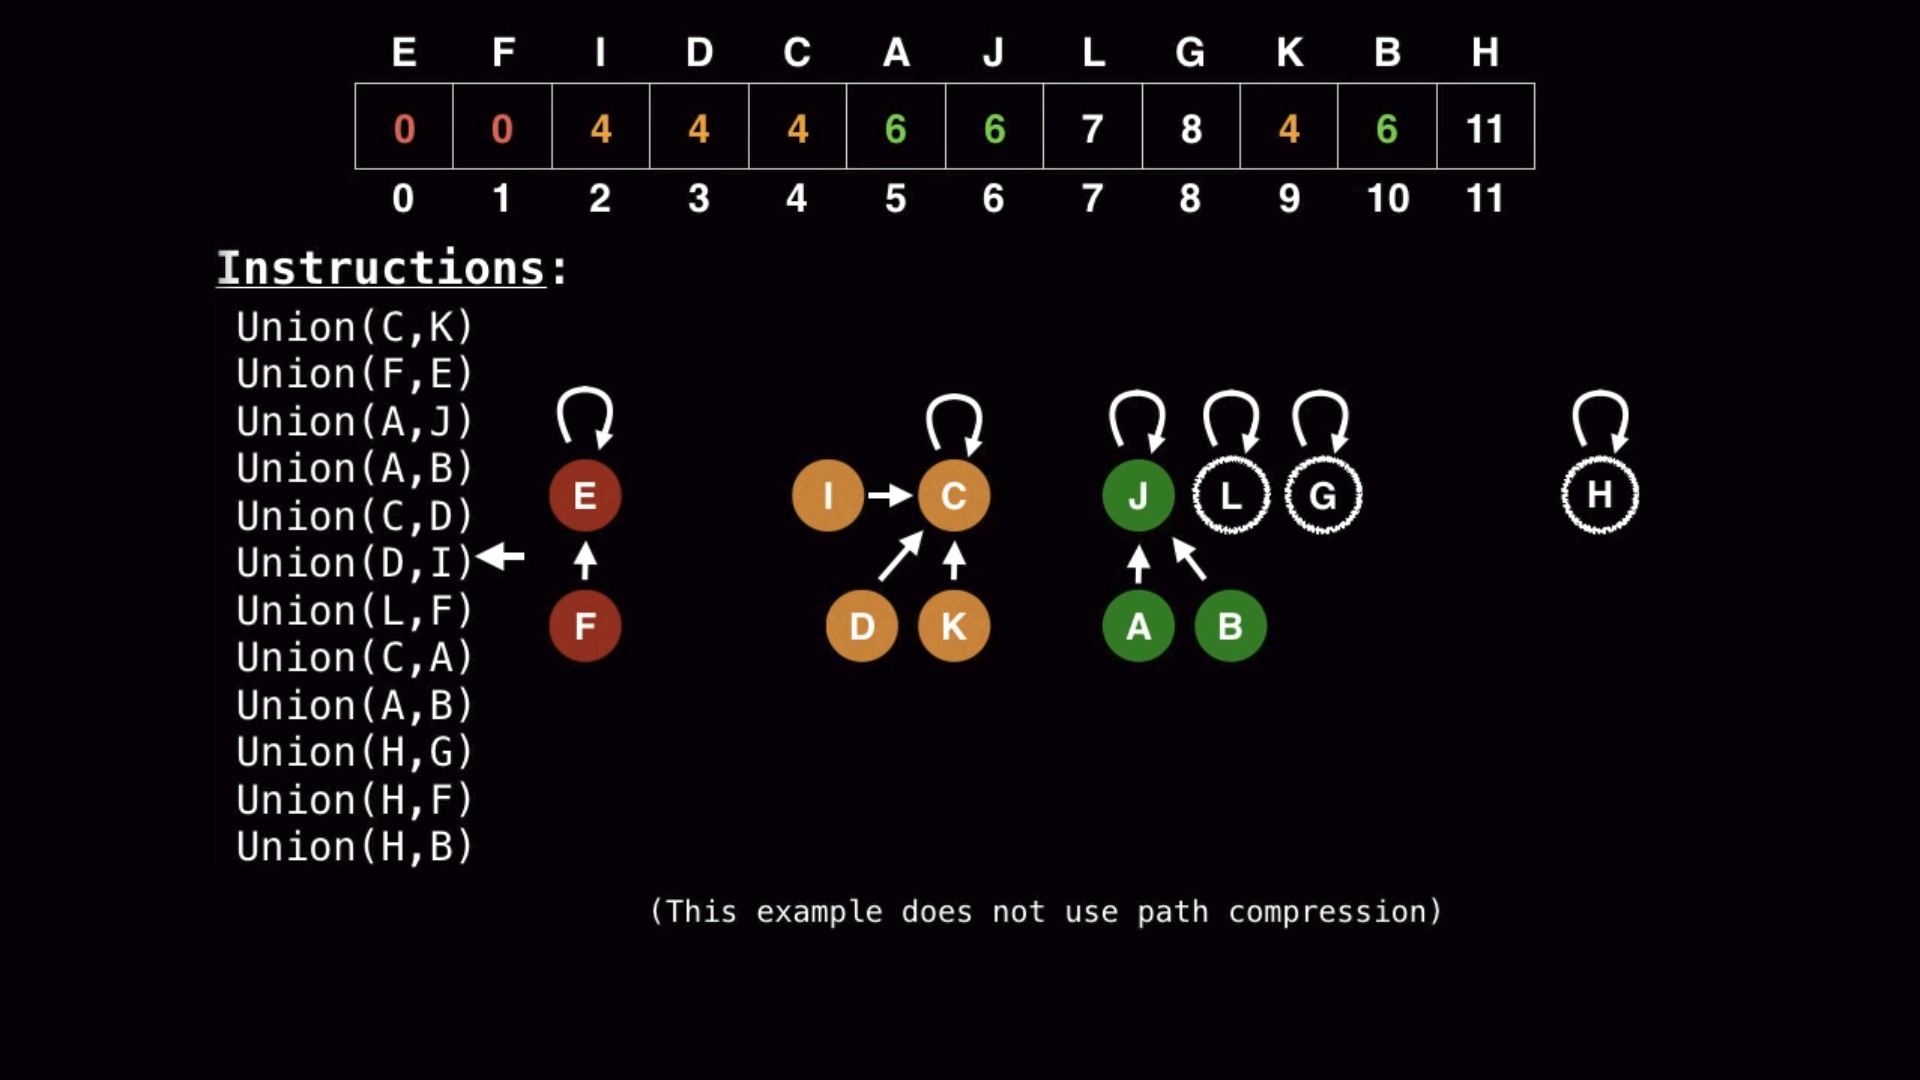 E F I D C A J L G K B H
0 0 4 4 4 6 6 7 8 4 6 11
0 1 2 3 4 5 6 7 8 9 10 11
Instructions:
Union(C,K)
Union(F,E)
Union(A,J)
Union(A,B)
Union(C,D)
Union(D,I)
Union(L,F)
Union(C,A)
Union(A,B)
Union(H,G)
Union(H,F)
Union(H,B)
E I C J L G H
F D K A B
(This example does not use path compression)